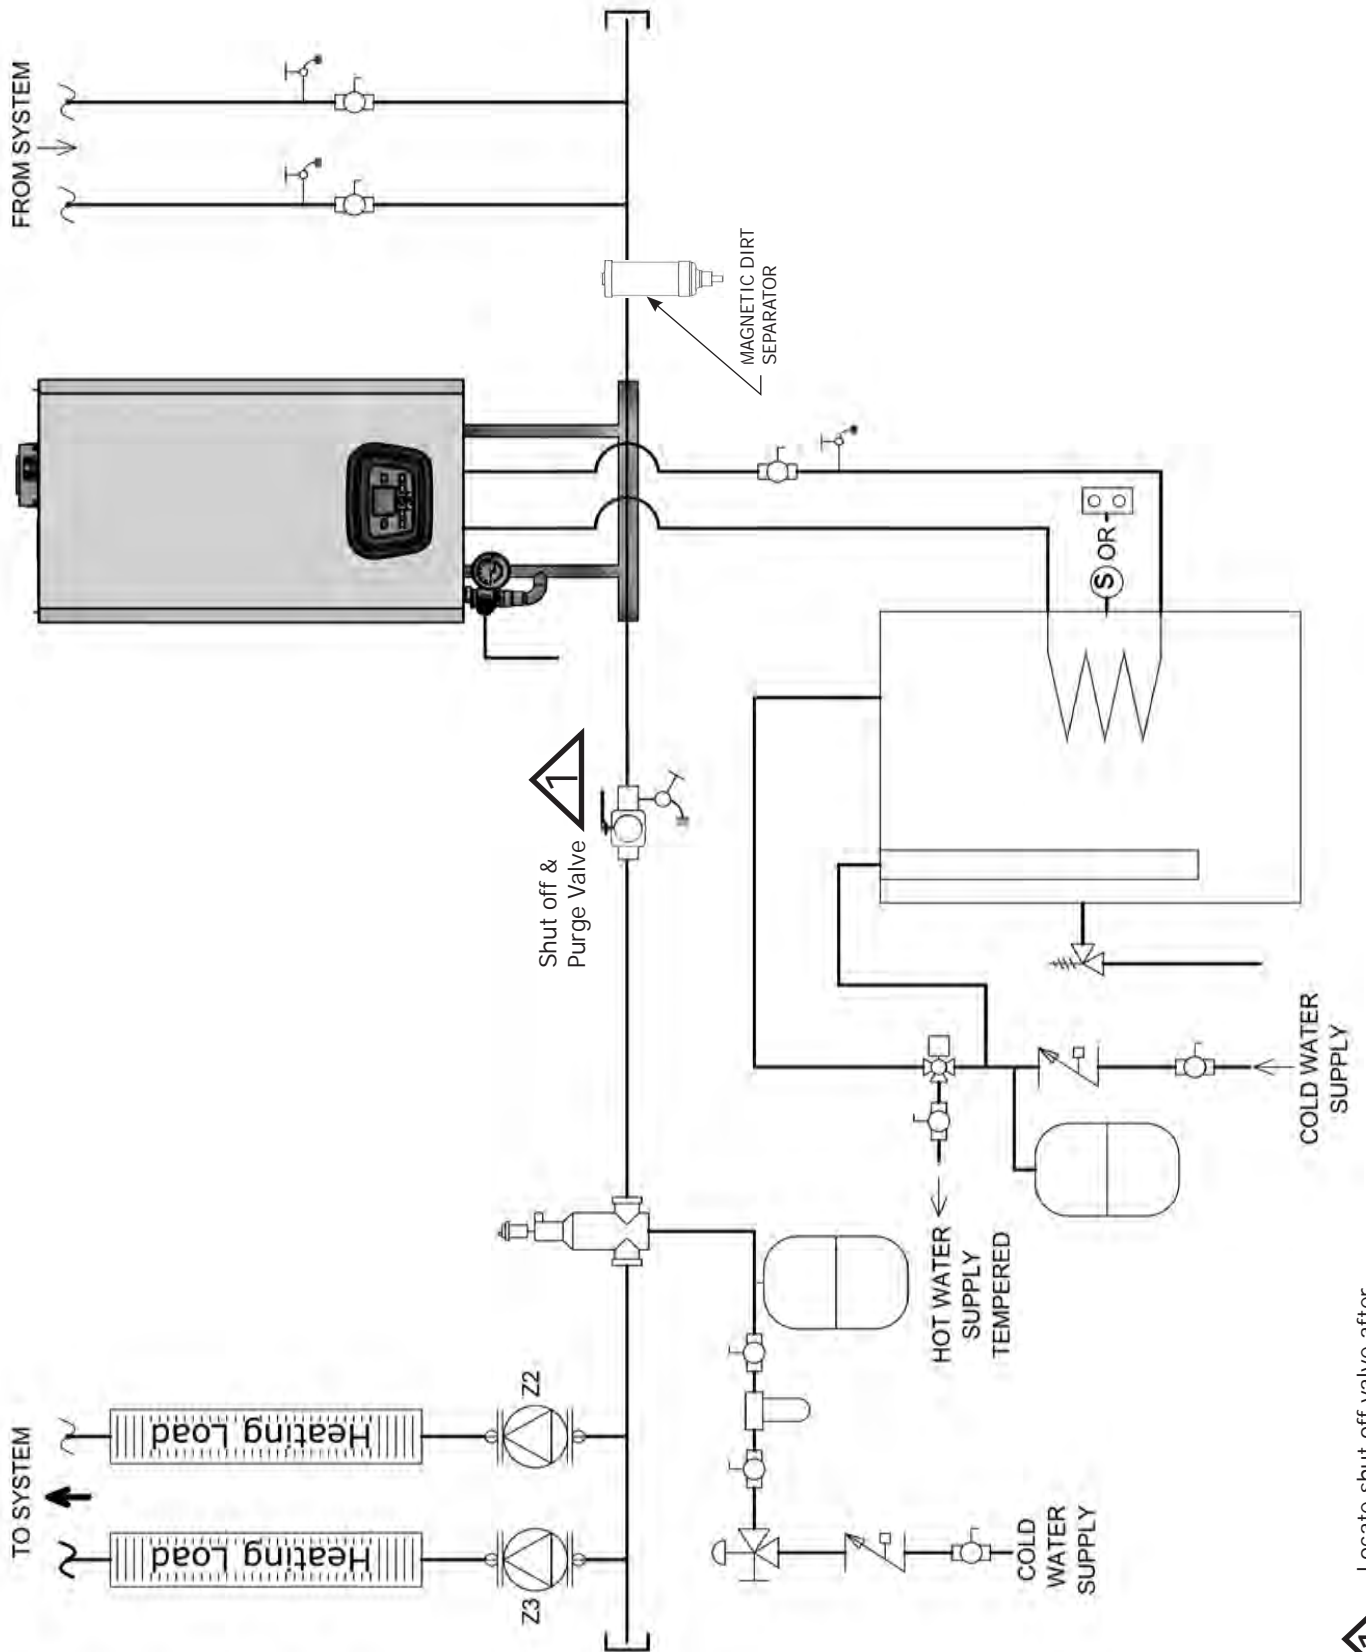 FROM SYSTEM
MAGNETIC DIRT
SEPARATOR
S OR
1
Shut off &
Purge Valve
COLD WATER
SUPPLY
HOT WATER
SUPPLY
TEMPERED
TO SYSTEM
Heating Load
Heating Load
Z2
Z3
COLD
WATER
SUPPLY
Locate shut off valve after